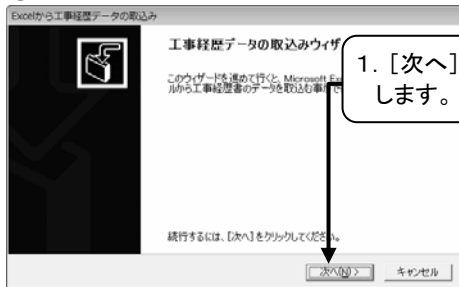 Excelから工事経歴データの取込み
工事経歴データの取込みウィザ
このウィザードを進めて行くと、Microsoft Ex
ルから工事経歴書のデータを取込む事がで
1. [次へ]
します。
続行するには、[次へ]をクリックしてくださ
次へ(N) >
キャンセル